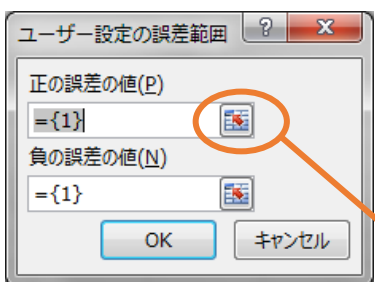 ユーザー設定の誤差範囲
正の誤差の値(P)
={1}
負の誤差の値(N)
={1}
OK キャンセル